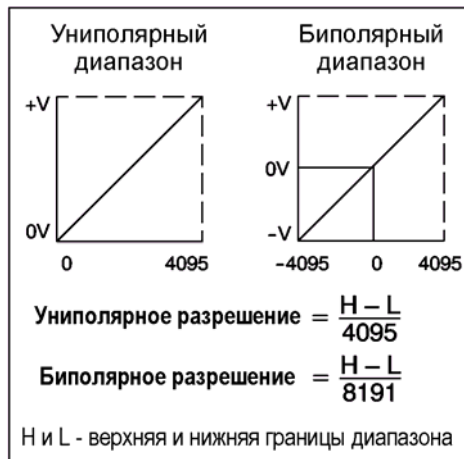 Униполярный диапазон
Биполярный диапазон
+V
0V
0
4095
+V
0V
−V
−4095
0
4095
Униполярное разрешение = H − L / 4095
Биполярное разрешение = H − L / 8191
H и L - верхняя и нижняя границы диапазона